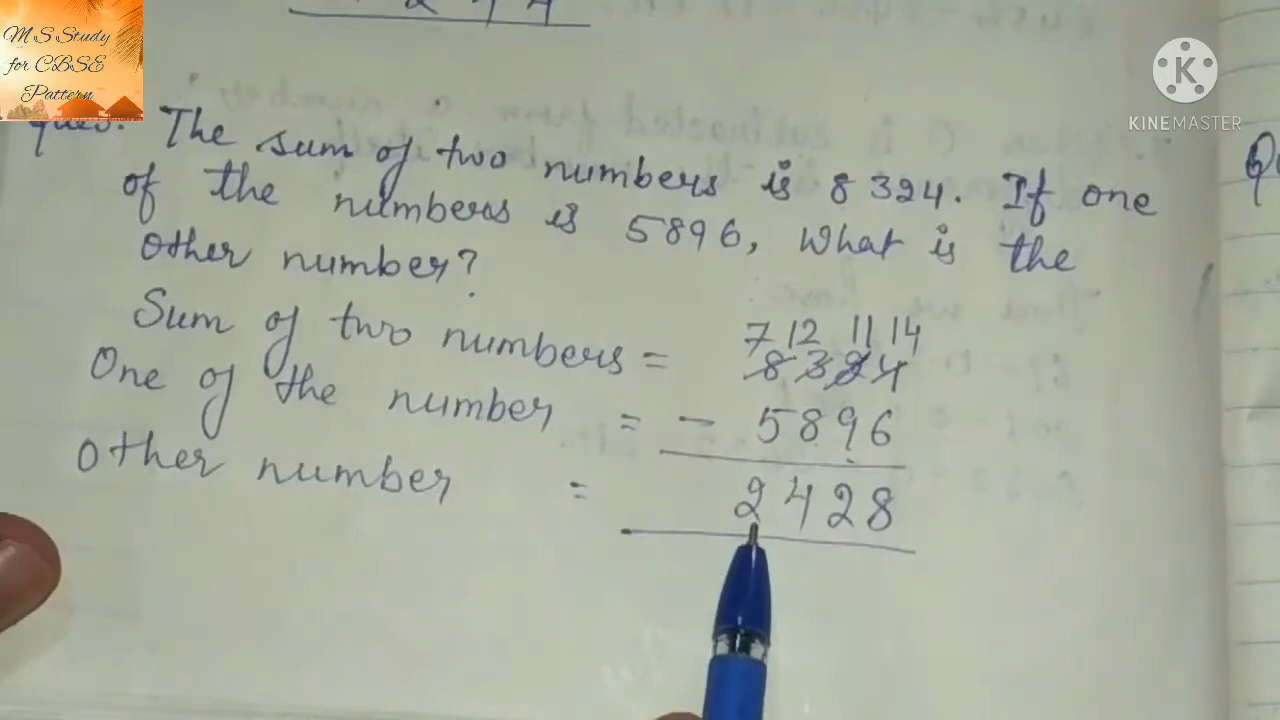 M S Study
for CBSE
Pattern
KINEMASTER
Ques. The sum of two numbers is 8324. If one
of the numbers is 5896, What is the
other number?
Sum of two numbers = 8324
7 12 11 14
One of the number = - 5896
Other number = 2428